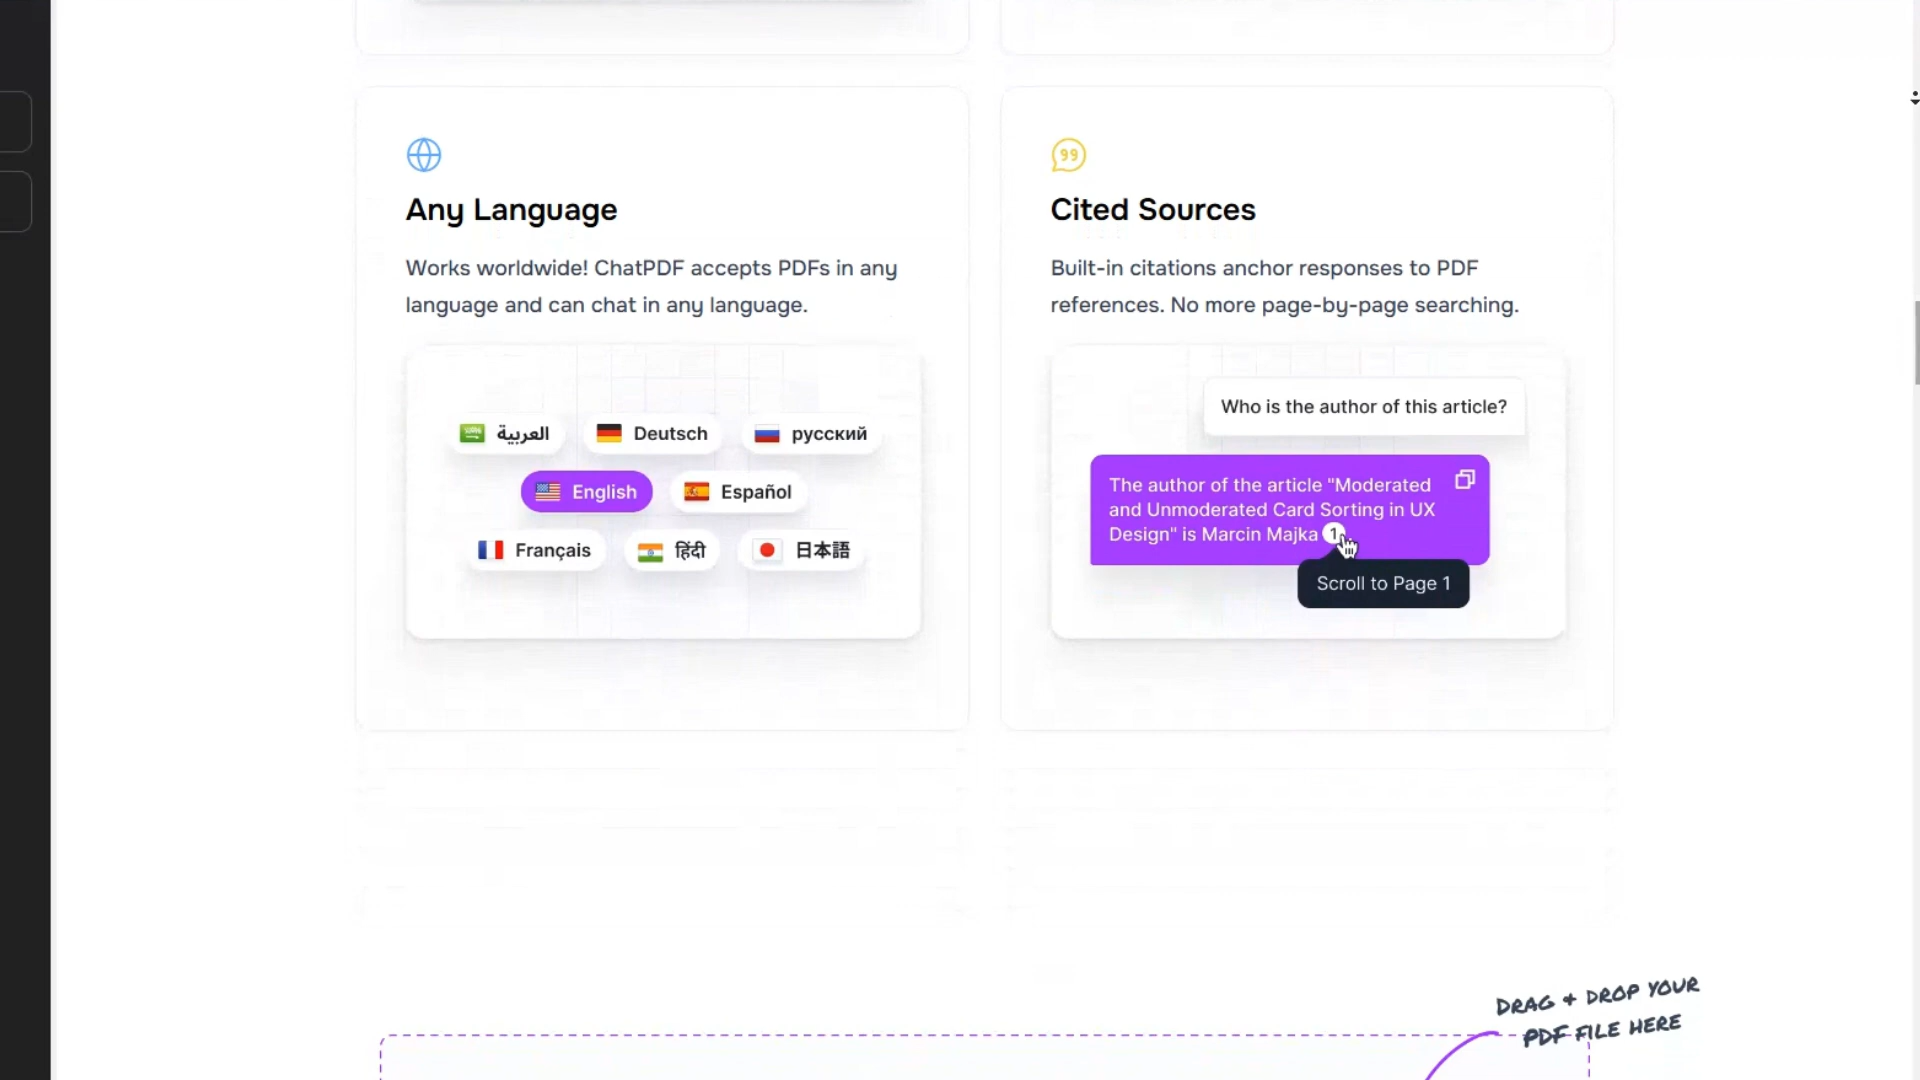 Any Language
Works worldwide! ChatPDF accepts PDFs in any
language and can chat in any language.
العربية
Deutsch
русский
English
Español
Français
हिंदी
日本語
99
Cited Sources
Built-in citations anchor responses to PDF
references. No more page-by-page searching.
Who is the author of this article?
The author of the article "Moderated
and Unmoderated Card Sorting in UX
Design" is Marcin Majka 1
Scroll to Page 1
DRAG + DROP YOUR
PDF FILE HERE